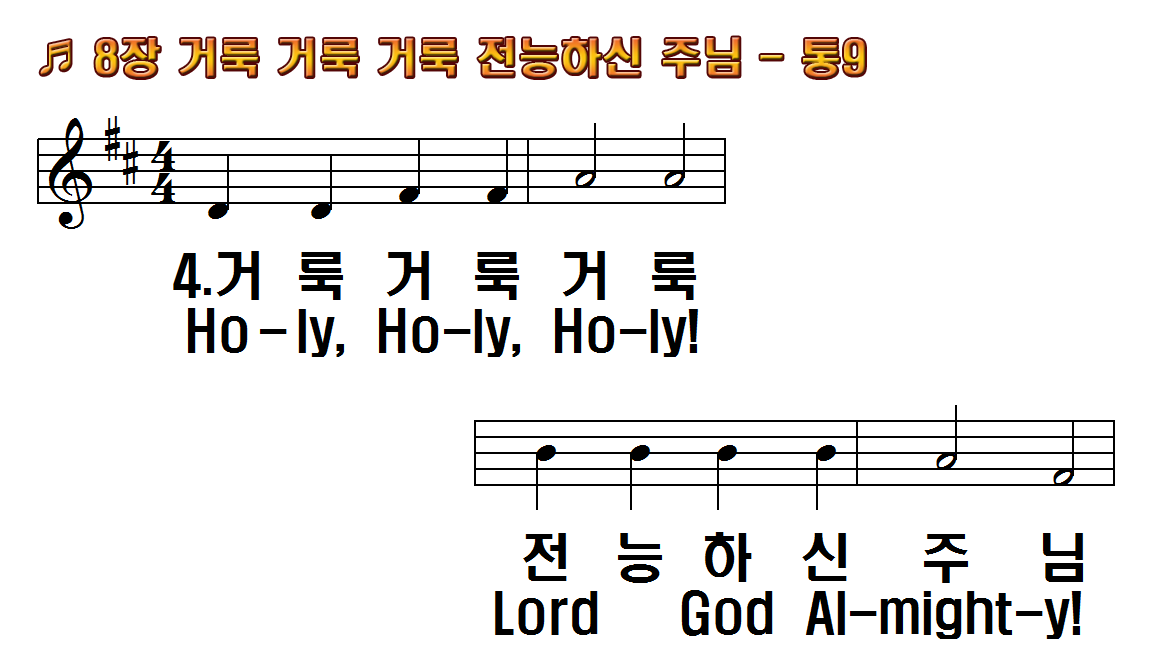 ♬ 8장 거룩 거룩 거룩 전능하신 주님 - 통9
4
4
4.거 룩 거 룩 거 룩
Ho-ly, Ho-ly, Ho-ly!
전 능 하 신 주 님
Lord God Al-might-y!